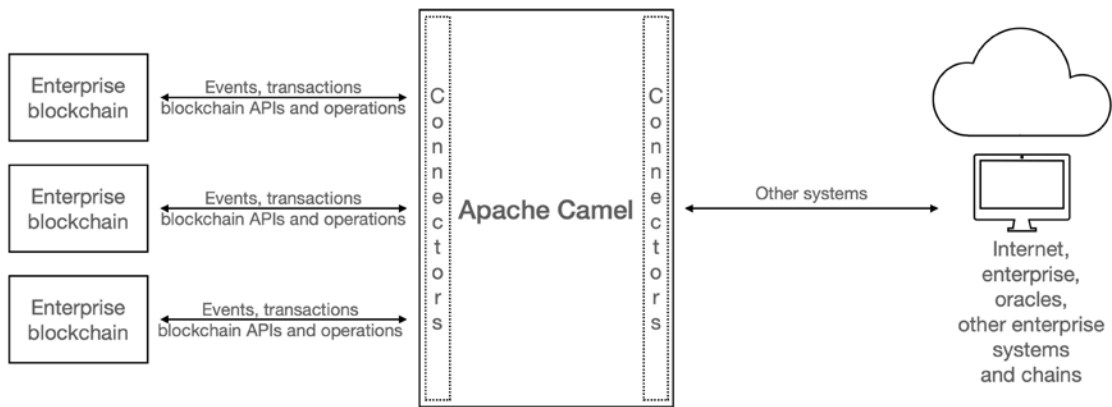 Enterprise
blockchain
Events, transactions
blockchain APIs and operations
Enterprise
blockchain
Events, transactions
blockchain APIs and operations
Enterprise
blockchain
Events, transactions
blockchain APIs and operations
Connectors
Apache Camel
Connectors
Other systems
Internet,
enterprise,
oracles,
other enterprise
systems
and chains